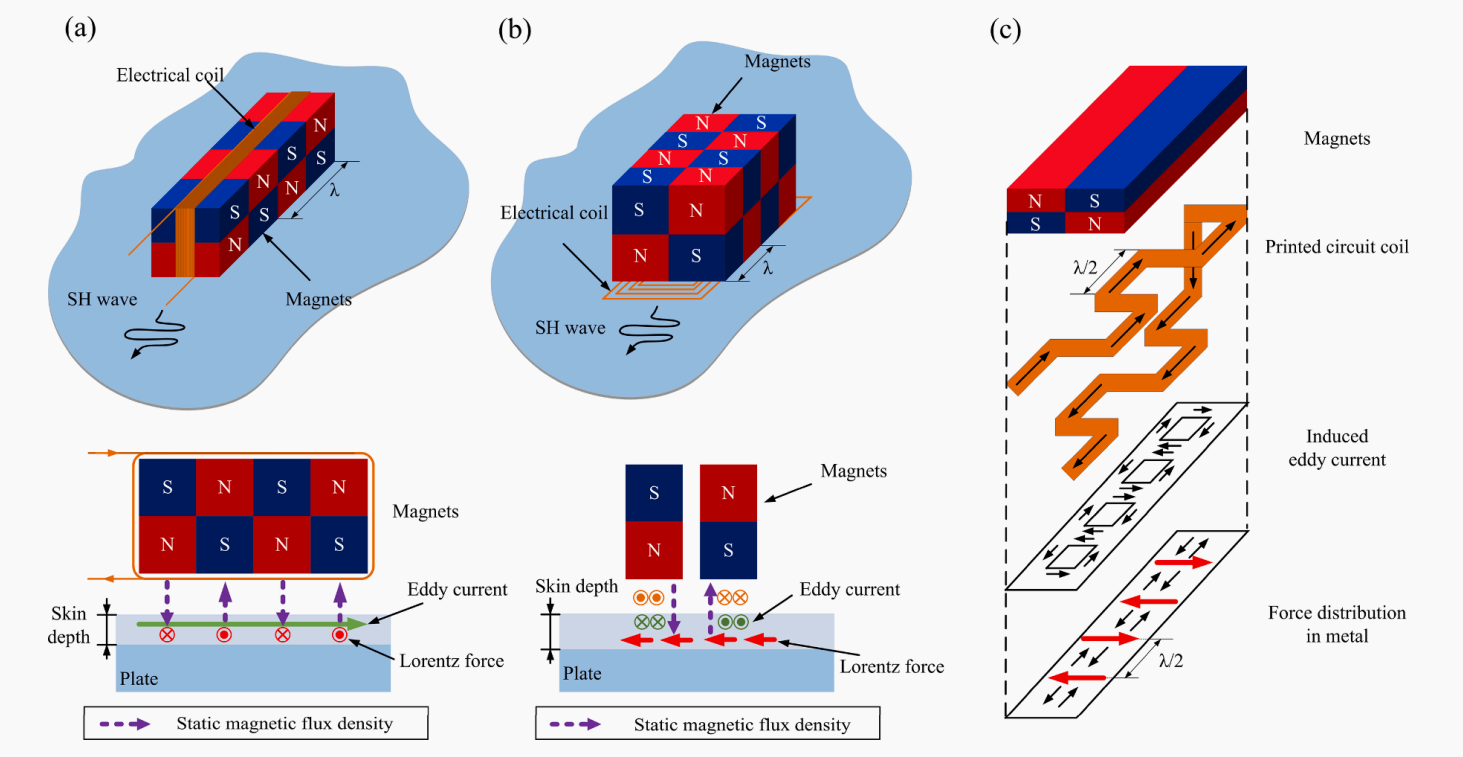 (a)
Electrical coil
N
S
S
N
N
λ
S
S
N
SH wave
Magnets
S
N
S
N
N
S
N
S
Magnets
Eddy current
Skin
depth
Lorentz force
Plate
Static magnetic flux density
(b)
Magnets
N
S
S
N
N
S
S
N
Electrical coil
S
N
N
S
λ
SH wave
S
N
N
S
Magnets
Skin depth
Eddy current
Lorentz force
Plate
Static magnetic flux density
(c)
Magnets
N
S
S
N
Printed circuit coil
λ/2
Induced
eddy current
Force distribution
in metal
λ/2